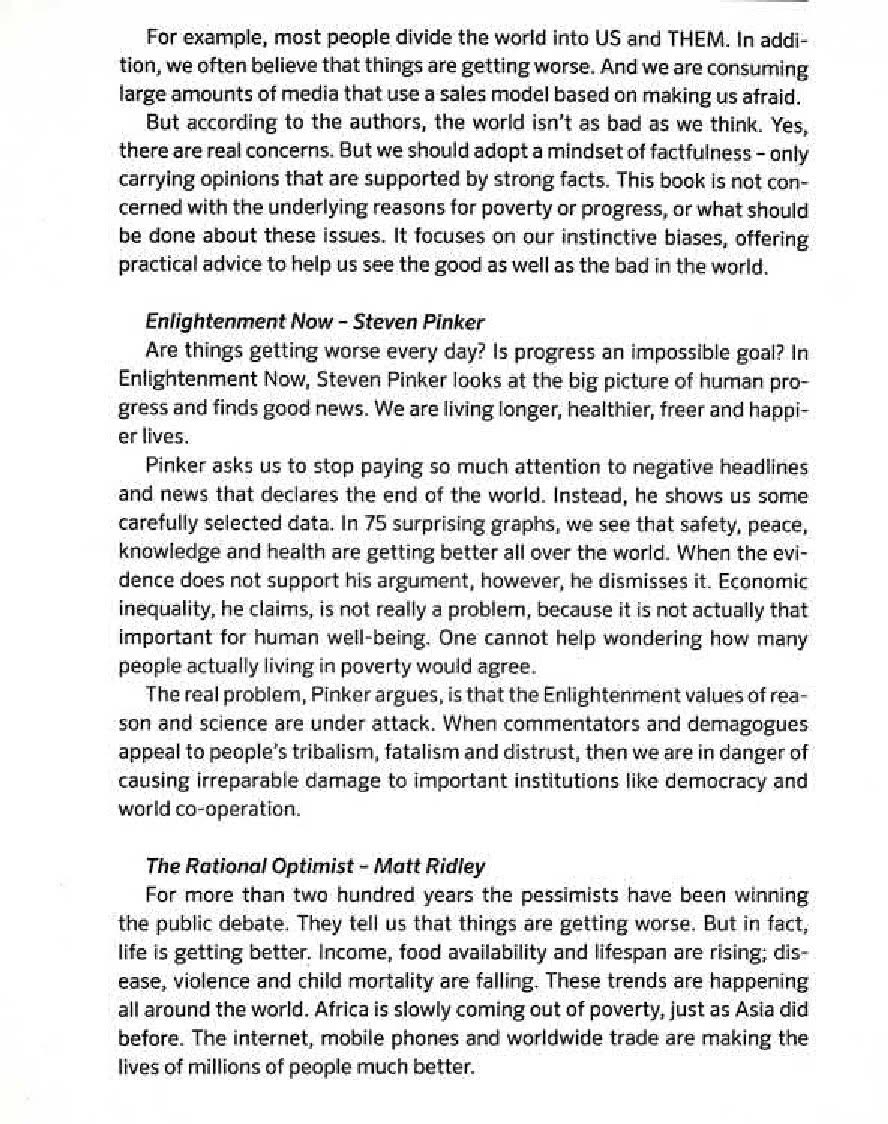 For example, most people divide the world into US and THEM. In addi-
tion, we often believe that things are getting worse. And we are consuming
large amounts of media that use a sales model based on making us afraid.
But according to the authors, the world isn't as bad as we think. Yes,
there are real concerns. But we should adopt a mindset of factfulness – only
carrying opinions that are supported by strong facts. This book is not con-
cerned with the underlying reasons for poverty or progress, or what should
be done about these issues. It focuses on our instinctive biases, offering
practical advice to help us see the good as well as the bad in the world.
Enlightenment Now – Steven Pinker
Are things getting worse every day? Is progress an impossible goal? In
Enlightenment Now, Steven Pinker looks at the big picture of human pro-
gress and finds good news. We are living longer, healthier, freer and happi-
er lives.
Pinker asks us to stop paying so much attention to negative headlines
and news that declares the end of the world. Instead, he shows us some
carefully selected data. In 75 surprising graphs, we see that safety, peace,
knowledge and health are getting better all over the world. When the evi-
dence does not support his argument, however, he dismisses it. Economic
inequality, he claims, is not really a problem, because it is not actually that
important for human well-being. One cannot help wondering how many
people actually living in poverty would agree.
The real problem, Pinker argues, is that the Enlightenment values of rea-
son and science are under attack. When commentators and demagogues
appeal to people's tribalism, fatalism and distrust, then we are in danger of
causing irreparable damage to important institutions like democracy and
world co-operation.
The Rational Optimist – Matt Ridley
For more than two hundred years the pessimists have been winning
the public debate. They tell us that things are getting worse. But in fact,
life is getting better. Income, food availability and lifespan are rising; dis-
ease, violence and child mortality are falling. These trends are happening
all around the world. Africa is slowly coming out of poverty, just as Asia did
before. The internet, mobile phones and worldwide trade are making the
lives of millions of people much better.